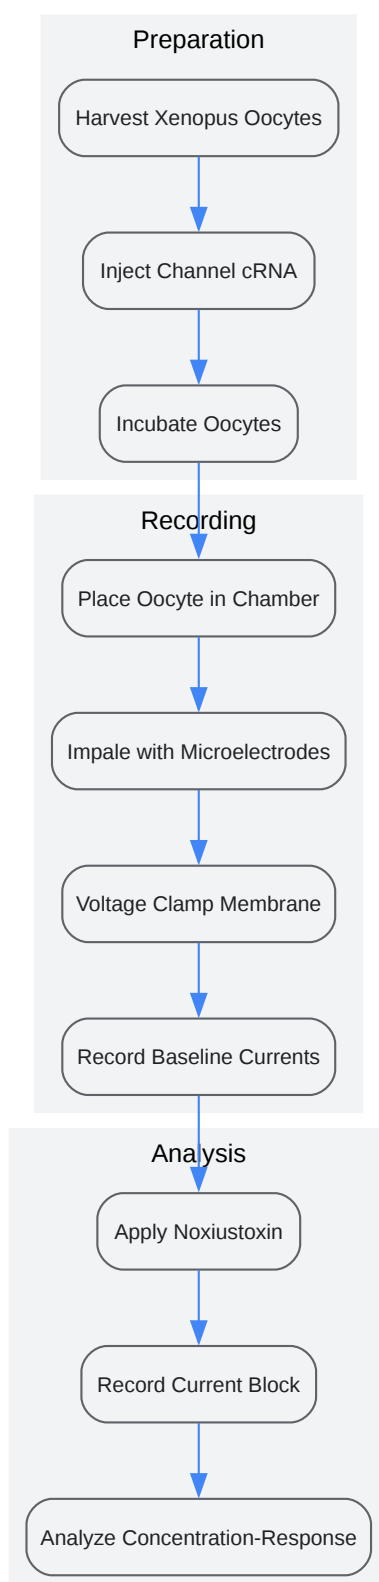 Preparation
Harvest Xenopus Oocytes
Inject Channel cRNA
Incubate Oocytes
Recording
Place Oocyte in Chamber
Impale with Microelectrodes
Voltage Clamp Membrane
Record Baseline Currents
Analysis
Apply Noxiustoxin
Record Current Block
Analyze Concentration-Response